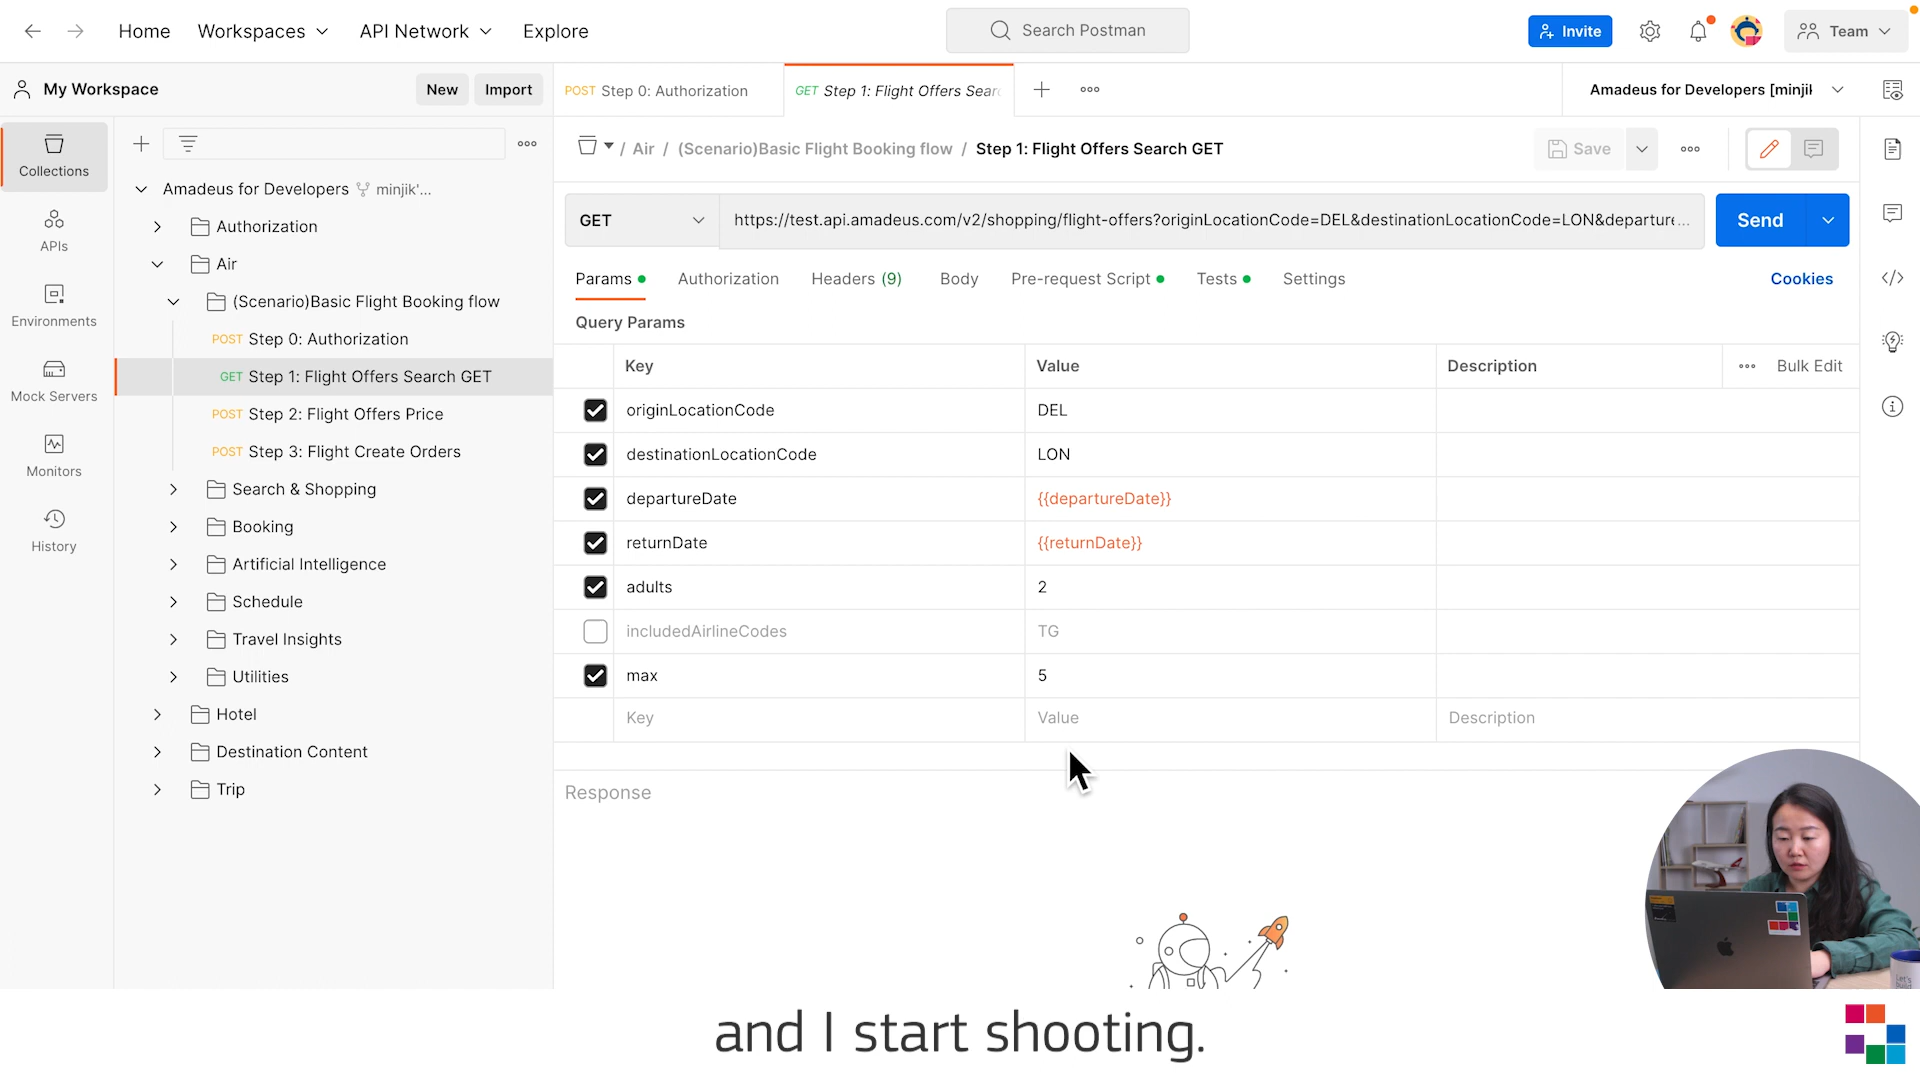 Home
Workspaces
API Network
Explore
Search Postman
Invite
Team
My Workspace
New
Import
POST Step 0: Authorization
GET Step 1: Flight Offers Sear
Amadeus for Developers [minjik
Collections
APIs
Environments
Mock Servers
Monitors
History
Amadeus for Developers minjik'...
Authorization
Air
(Scenario)Basic Flight Booking flow
POST Step 0: Authorization
GET Step 1: Flight Offers Search GET
POST Step 2: Flight Offers Price
POST Step 3: Flight Create Orders
Search & Shopping
Booking
Artificial Intelligence
Schedule
Travel Insights
Utilities
Hotel
Destination Content
Trip
/ Air / (Scenario)Basic Flight Booking flow / Step 1: Flight Offers Search GET
Save
GET
https://test.api.amadeus.com/v2/shopping/flight-offers?originLocationCode=DEL&destinationLocationCode=LON&departure...
Send
Params
Authorization
Headers (9)
Body
Pre-request Script
Tests
Settings
Cookies
Query Params
Key Value Description Bulk Edit
originLocationCode DEL
destinationLocationCode LON
departureDate {{departureDate}}
returnDate {{returnDate}}
adults 2
includedAirlineCodes TG
max 5
Key Value Description
Response
and I start shooting.